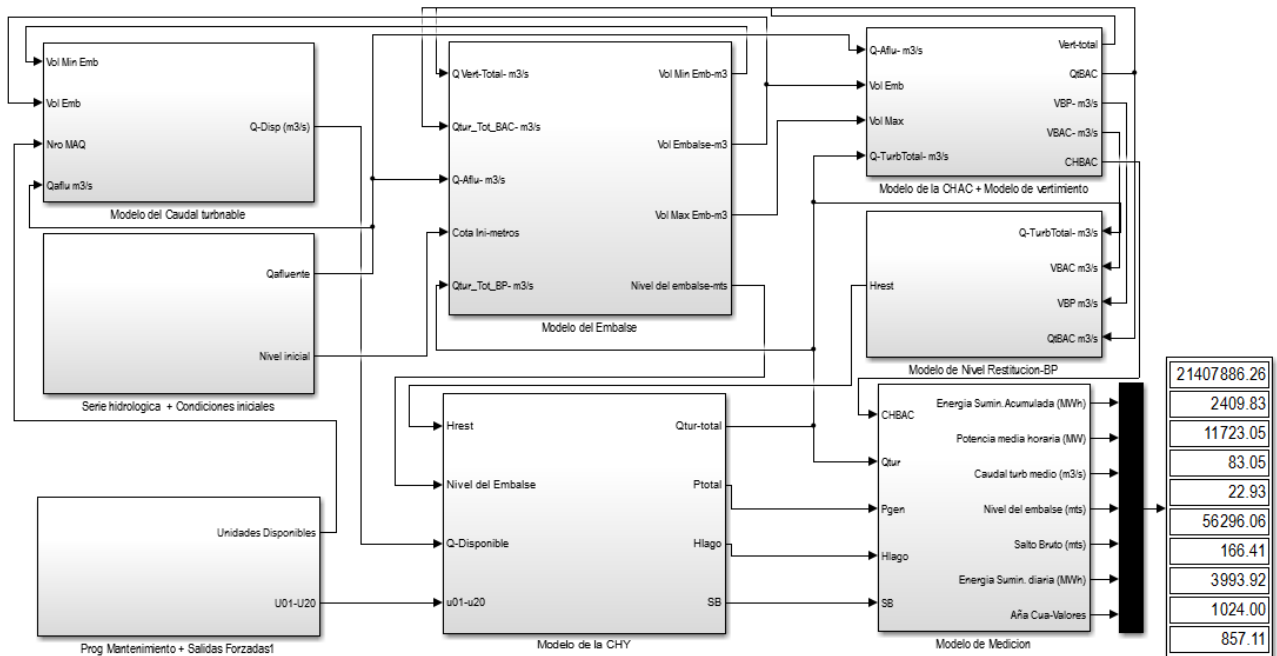 Vol Min Emb
Vol Emb
Nro MAQ
Qaflu m3/s
Q-Disp (m3/s)
Modelo del Caudal turbnable
Q Vert-Total- m3/s
Qtur_Tot_BAC- m3/s
Q-Aflu- m3/s
Cota Ini-metros
Qtur_Tot_BP- m3/s
Vol Min Emb-m3
Vol Embalse-m3
Vol Max Emb-m3
Nivel del embalse-mts
Modelo del Embalse
Q-Aflu- m3/s
Vol Emb
Vol Max
Q-TurbTotal- m3/s
Vert-total
QtBAC
VBP- m3/s
VBAC- m3/s
CHBAC
Modelo de la CHAC + Modelo de vertimiento
Qafluente
Nivel inicial
Serie hidrologica + Condiciones iniciales
Hrest
Q-TurbTotal- m3/s
VBAC m3/s
VBP m3/s
QtBAC m3/s
Modelo de Nivel Restitucion-BP
Unidades Disponibles
U01-U20
Prog Mantenimiento + Salidas Forzadas1
Hrest
Nivel del Embalse
Q-Disponible
u01-u20
Qtur-total
Ptotal
Hlago
SB
Modelo de la CHY
CHBAC
Qtur
Pgen
Hlago
SB
Energia Sumin.Acumulada (MWh)
Potencia media horaria (MW)
Caudal turb medio (m3/s)
Nivel del embalse (mts)
Salto Bruto (mts)
Energia Sumin. diaria (MWh)
Aña Cua-Valores
Modelo de Medicion
21407886.26
2409.83
11723.05
83.05
22.93
56296.06
166.41
3993.92
1024.00
857.11